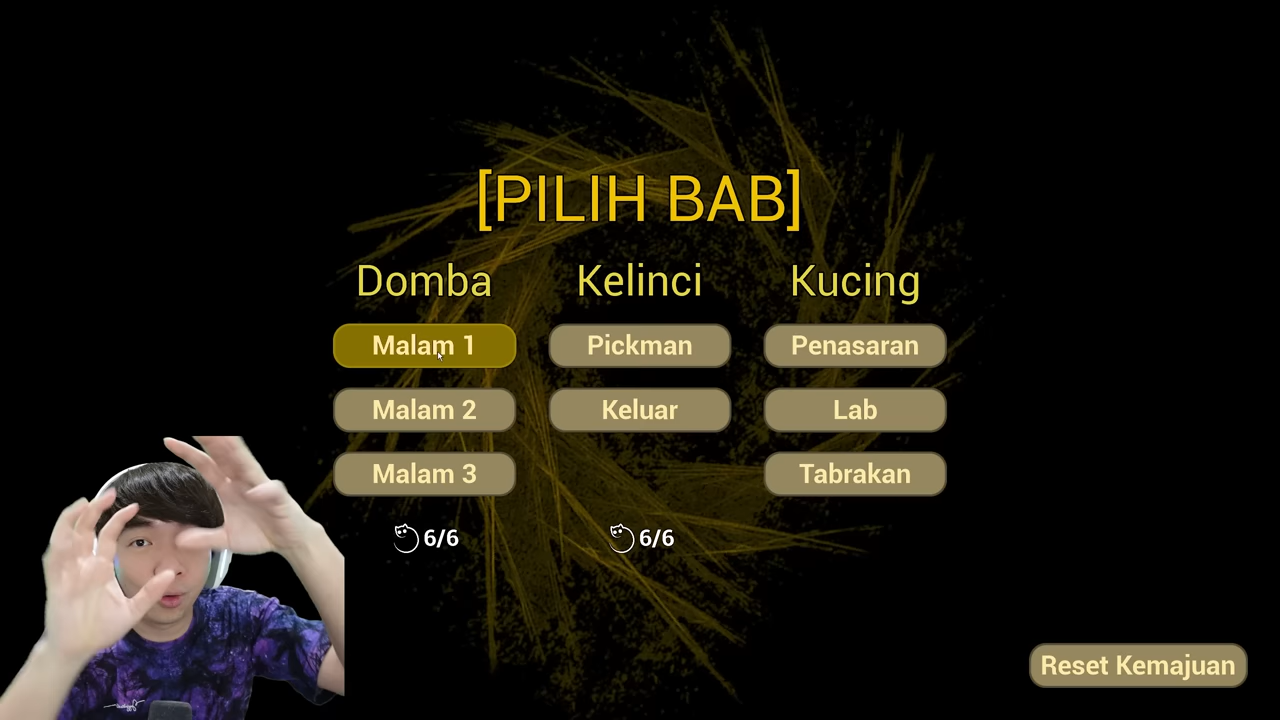 [PILIH BAB]
Domba Kelinci Kucing
Malam 1 Pickman Penasaran
Malam 2 Keluar Lab
Malam 3 Tabrakan
6/6 6/6
Reset Kemajuan